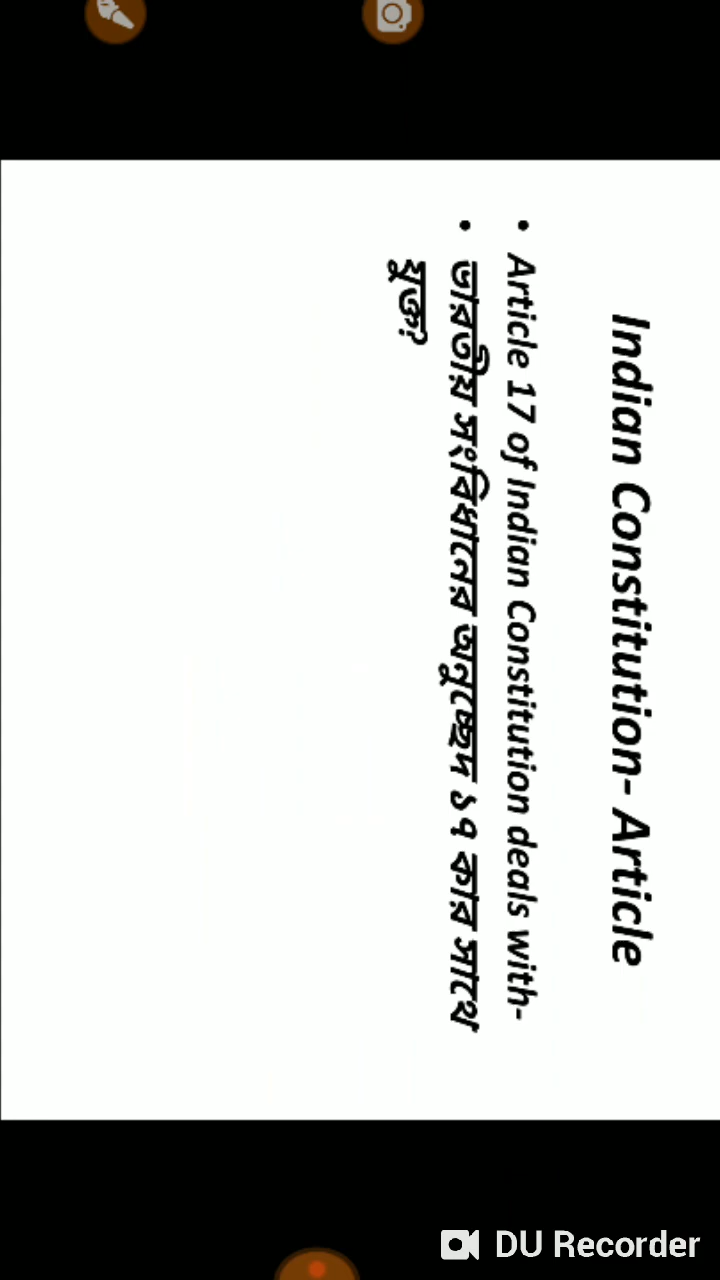 Indian Constitution- Article
• Article 17 of Indian Constitution deals with-
• ভারতীয় সংবিধানের অনুচ্ছেদ ১৭ কার সাথে
যুক্ত?
DU Recorder